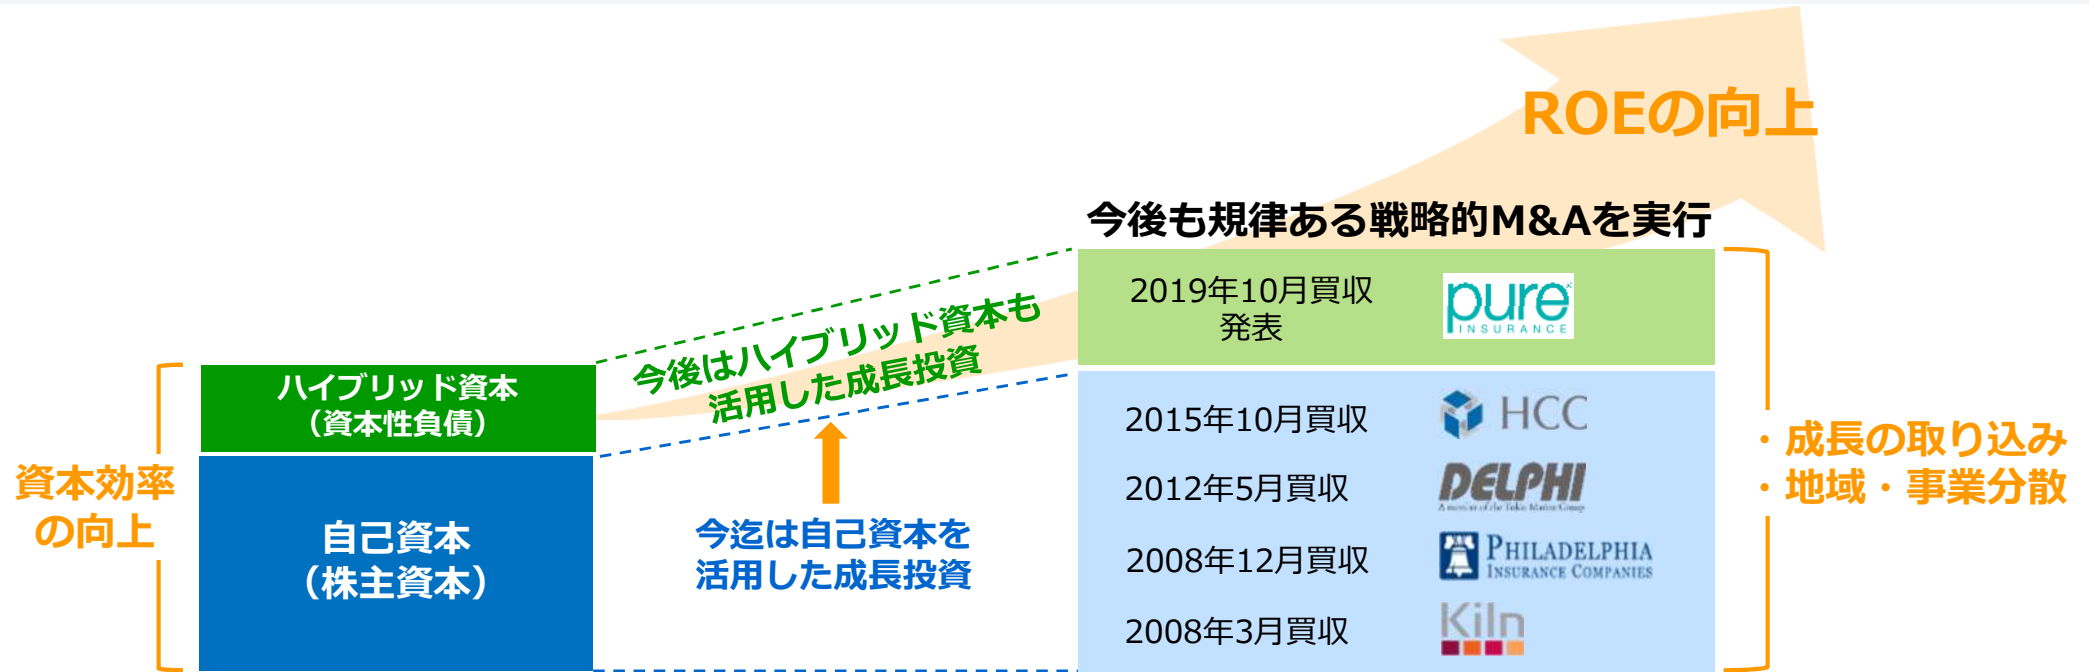 ROEの向上
今後も規律ある戦略的M&Aを実行
2019年10月買収
発表
pure
INSURANCE
今後はハイブリッド資本も
活用した成長投資
ハイブリッド資本
（資本性負債）
2015年10月買収
HCC
・成長の取り込み
・地域・事業分散
資本効率
の向上
2012年5月買収
DELPHI
A member of the Tokio Marine Group
自己資本
（株主資本）
今迄は自己資本を
活用した成長投資
2008年12月買収
PHILADELPHIA
INSURANCE COMPANIES
2008年3月買収
Kiln